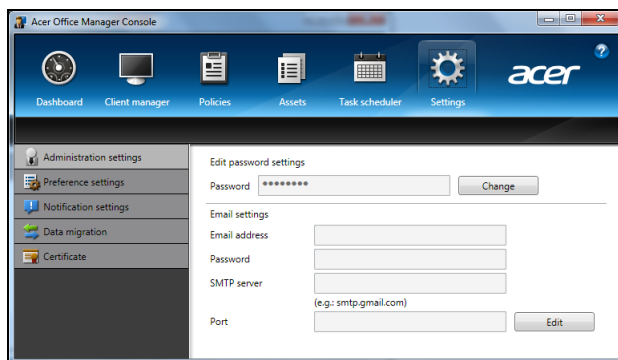 Acer Office Manager Console
?
acer
Dashboard Client manager Policies Assets Task scheduler Settings
Administration settings
Preference settings
Notification settings
Data migration
Certificate
Edit password settings
Password ******** Change
Email settings
Email address
Password
SMTP server
(e.g.: smtp.gmail.com)
Port Edit